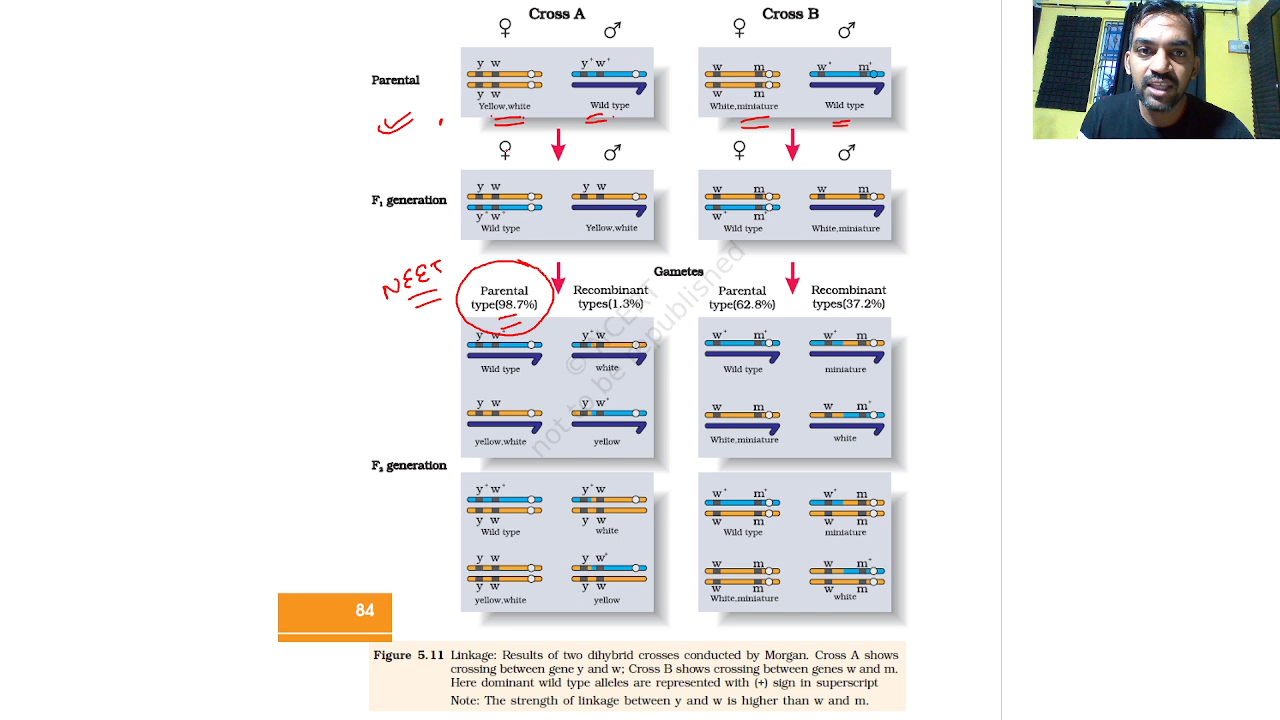 Cross A
Cross B
♀ ♂ ♀ ♂
Parental
y w y⁺ w⁺ w m w⁺ m⁺
y w w m
Yellow,white Wild type White,miniature Wild type
♀ ♂ ♀ ♂
F₁ generation
y w y w w m w m
y⁺ w⁺ w⁺ m⁺
Wild type Yellow,white Wild type White,miniature
NEET
Gametes
Parental type(98.7%)
Recombinant types(1.3%)
Parental type(62.8%)
Recombinant types(37.2%)
y w⁺ y⁺ w w⁺ m⁺ w⁺ m
Wild type white Wild type miniature
y w y w⁺ w m w m⁺
yellow,white yellow White,miniature white
F₂ generation
y⁺ w⁺ y⁺ w w⁺ m⁺ w⁺ m
y w y w w m w m
Wild type white Wild type miniature
y w y w⁺ w m w m⁺
y w y w w m w m
yellow,white yellow White,miniature white
© NCERT
not to be republished
84
Figure 5.11 Linkage: Results of two dihybrid crosses conducted by Morgan. Cross A shows
crossing between gene y and w; Cross B shows crossing between genes w and m.
Here dominant wild type alleles are represented with (+) sign in superscript
Note: The strength of linkage between y and w is higher than w and m.